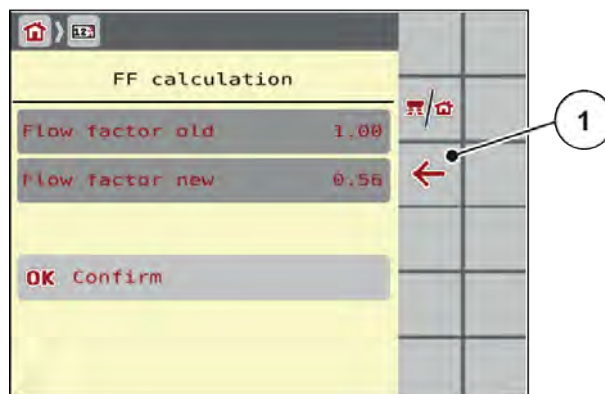 FF calculation
Flow factor old 1.00
Flow factor new 0.56
OK Confirm
1